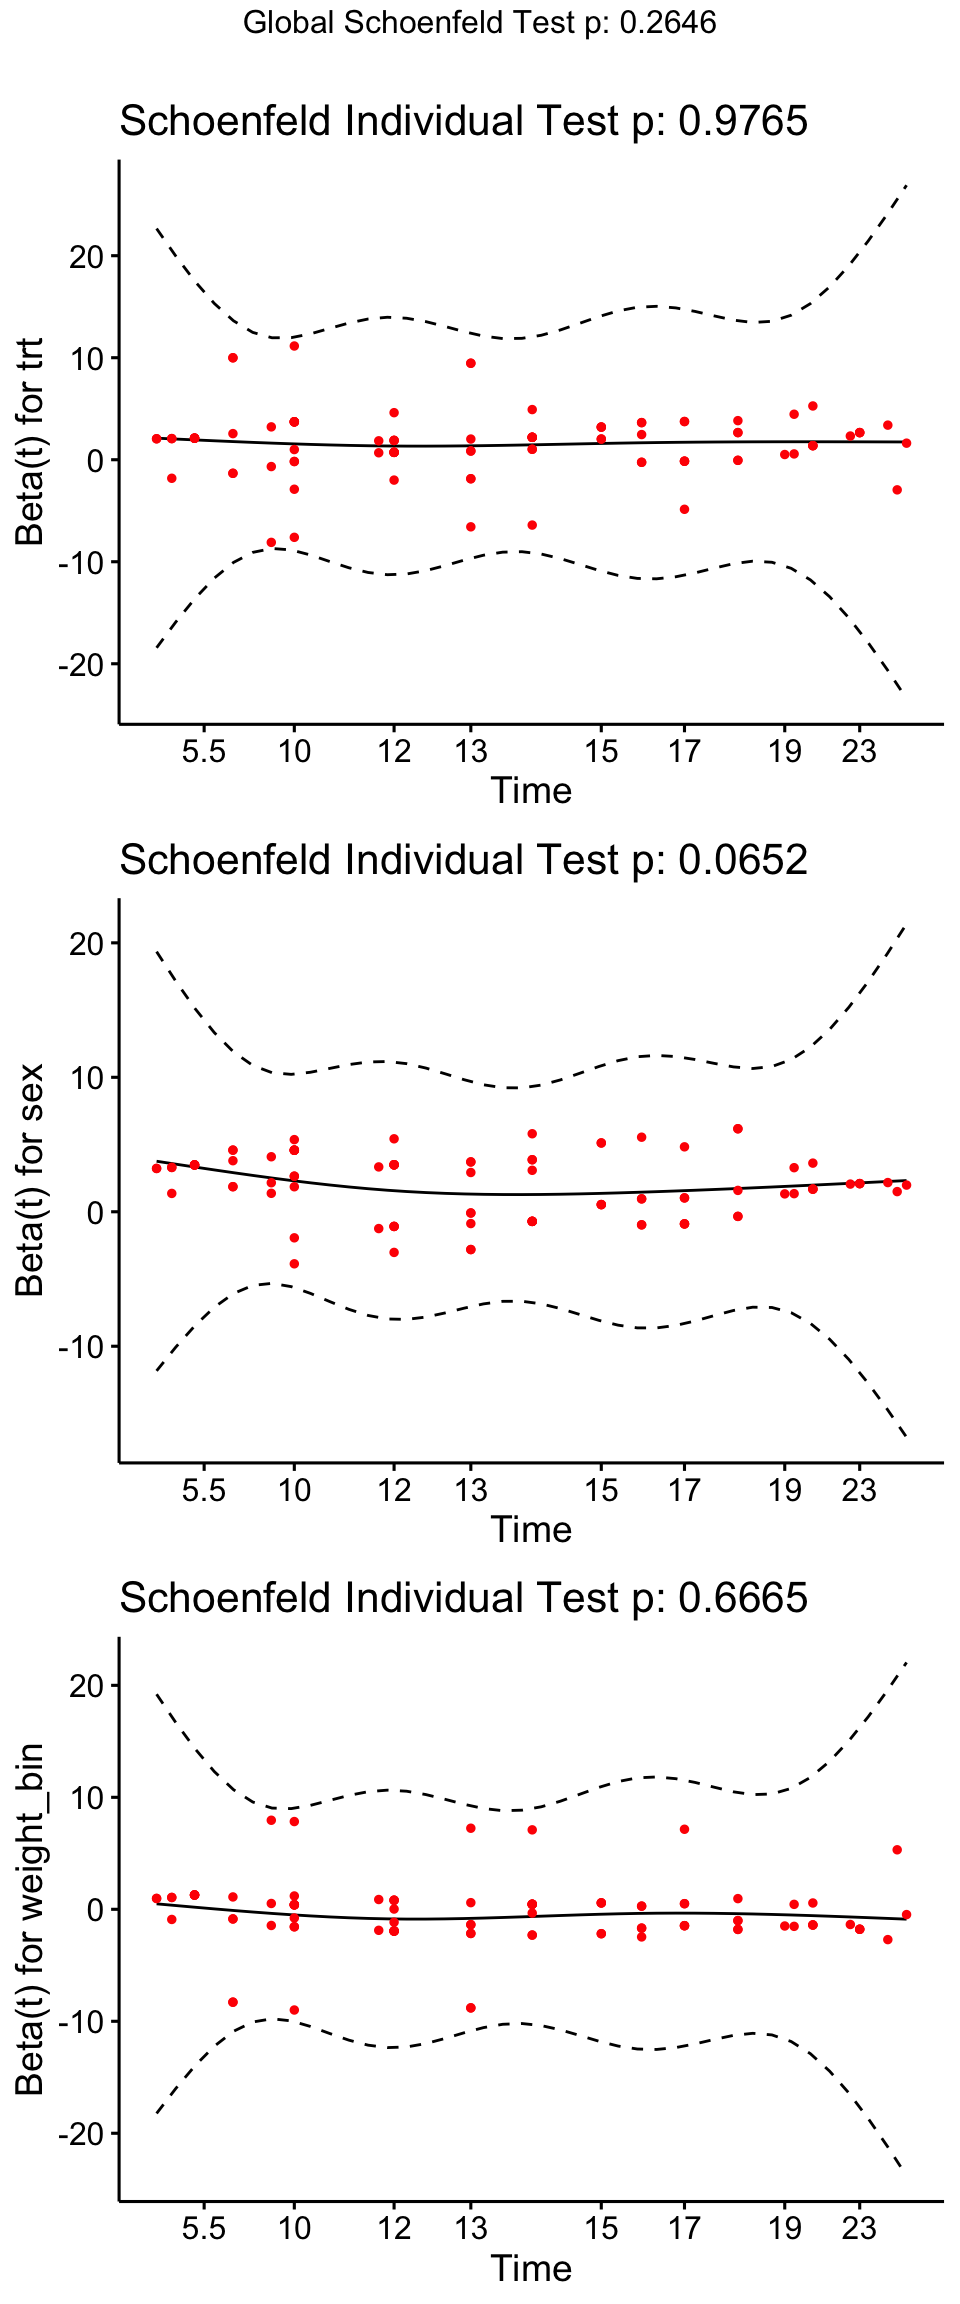 Global Schoenfeld Test p: 0.2646
Schoenfeld Individual Test p: 0.9765
Beta(t) for trt
20
10
0
-10
-20
5.5 10 12 13 15 17 19 23
Time
Schoenfeld Individual Test p: 0.0652
Beta(t) for sex
20
10
0
-10
5.5 10 12 13 15 17 19 23
Time
Schoenfeld Individual Test p: 0.6665
Beta(t) for weight_bin
20
10
0
-10
-20
5.5 10 12 13 15 17 19 23
Time